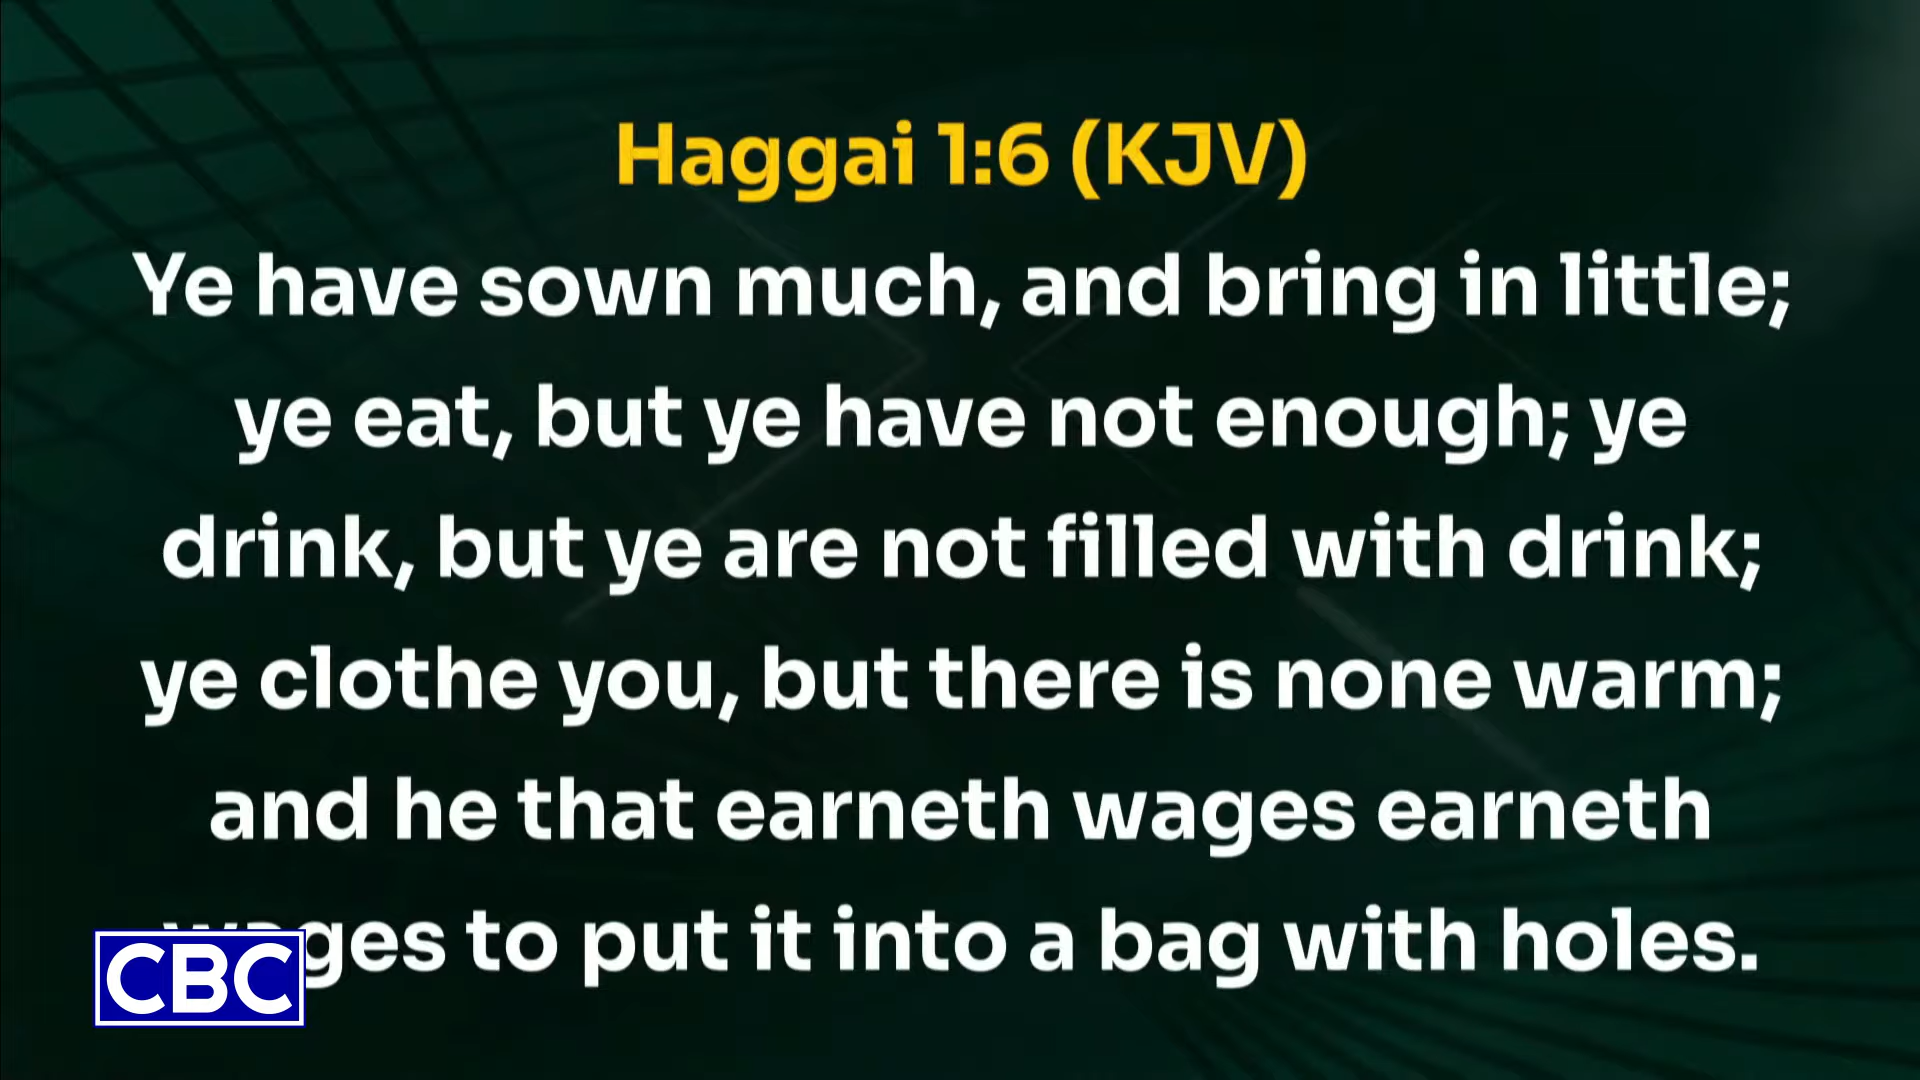 Haggai 1:6 (KJV)
Ye have sown much, and bring in little;
ye eat, but ye have not enough; ye
drink, but ye are not filled with drink;
ye clothe you, but there is none warm;
and he that earneth wages earneth
wages to put it into a bag with holes.
CBC